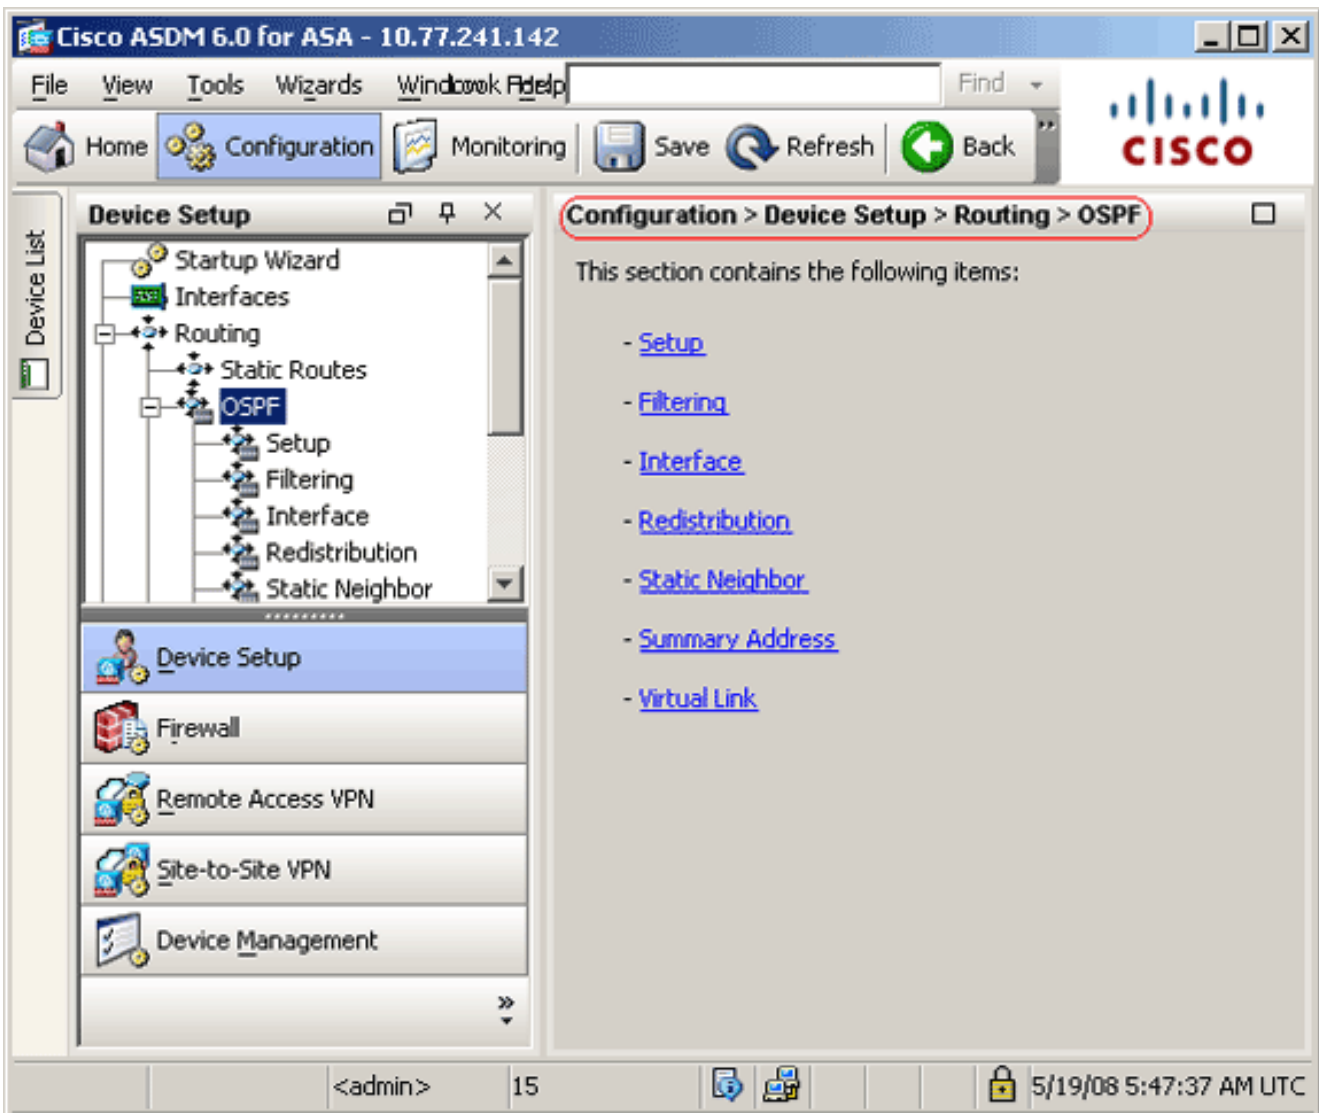 Cisco ASDM 6.0 for ASA - 10.77.241.142
File View Tools Wizards Window Help Find
Home Configuration Monitoring Save Refresh Back
CISCO
Device List
Device Setup
Startup Wizard
Interfaces
Routing
Static Routes
OSPF
Setup
Filtering
Interface
Redistribution
Static Neighbor
Device Setup
Firewall
Remote Access VPN
Site-to-Site VPN
Device Management
Configuration > Device Setup > Routing > OSPF
This section contains the following items:
- Setup
- Filtering
- Interface
- Redistribution
- Static Neighbor
- Summary Address
- Virtual Link
<admin> 15 5/19/08 5:47:37 AM UTC